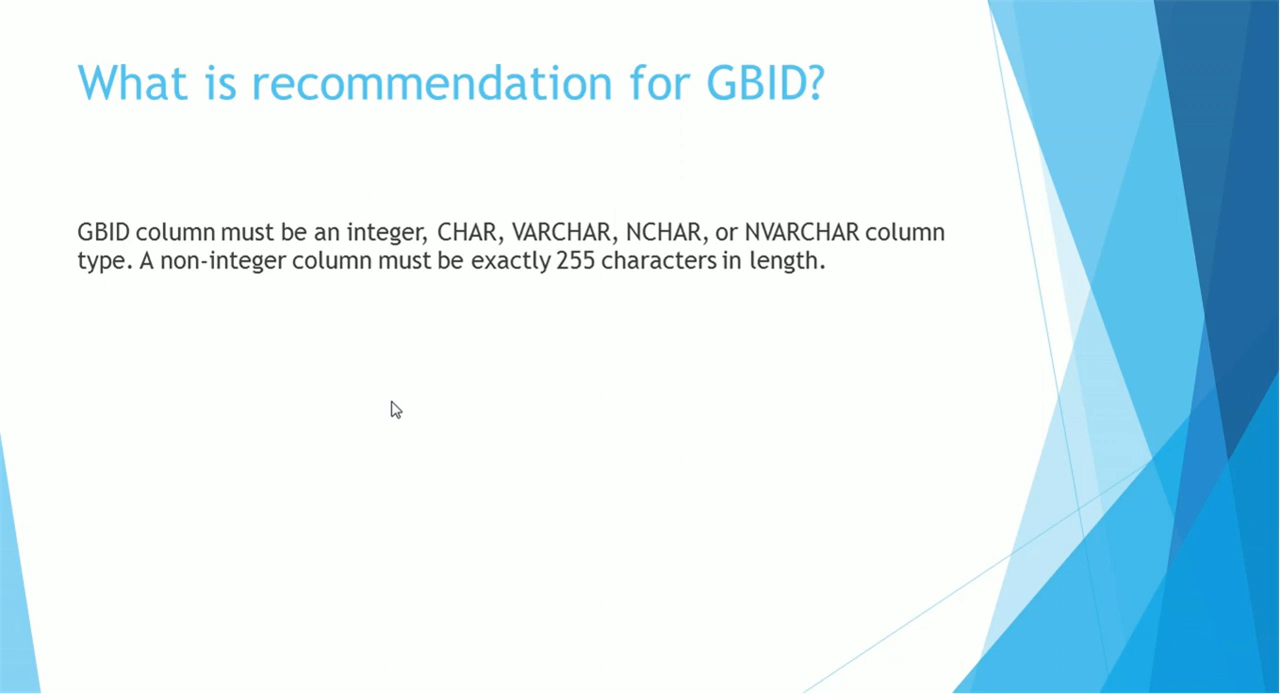 What is recommendation for GBID?
GBID column must be an integer, CHAR, VARCHAR, NCHAR, or NVARCHAR column
type. A non-integer column must be exactly 255 characters in length.